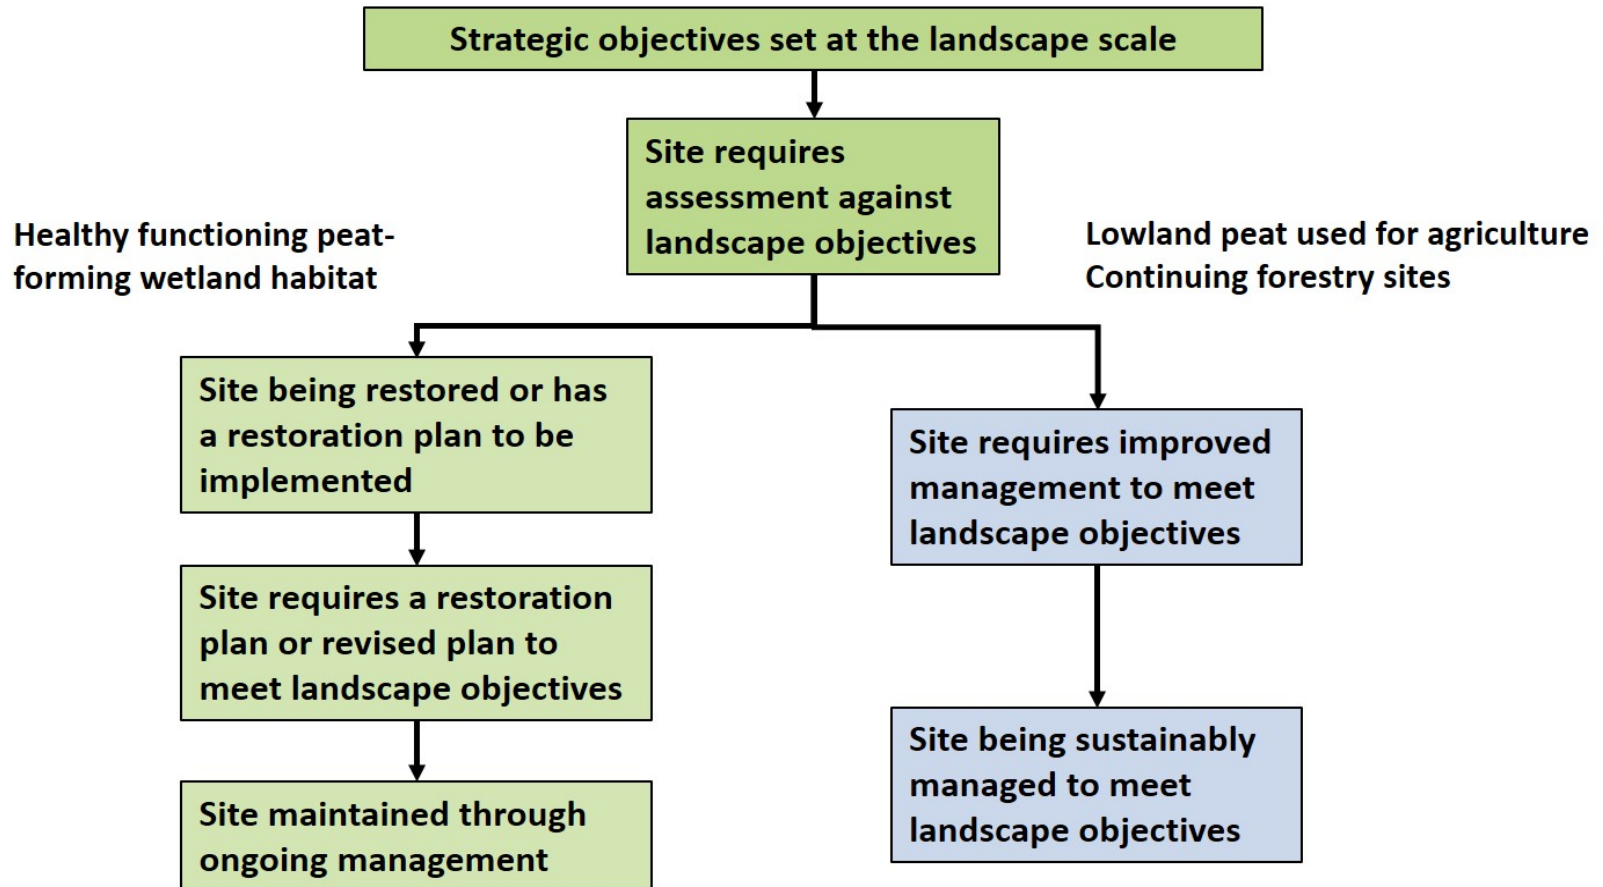 Strategic objectives set at the landscape scale
Site requires
assessment against
landscape objectives
Healthy functioning peat-
forming wetland habitat
Lowland peat used for agriculture
Continuing forestry sites
Site being restored or has
a restoration plan to be
implemented
Site requires a restoration
plan or revised plan to
meet landscape objectives
Site maintained through
ongoing management
Site requires improved
management to meet
landscape objectives
Site being sustainably
managed to meet
landscape objectives